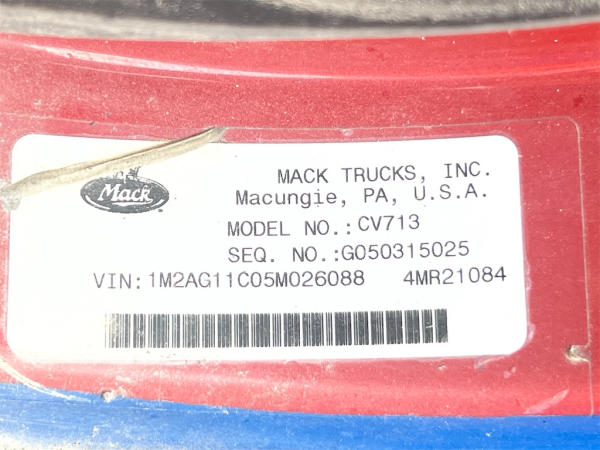 Mack
MACK TRUCKS, INC.
Macungie, PA, U.S.A.
MODEL NO.: CV713
SEQ. NO.:G050315025
VIN:1M2AG11C05M026088 4MR21084